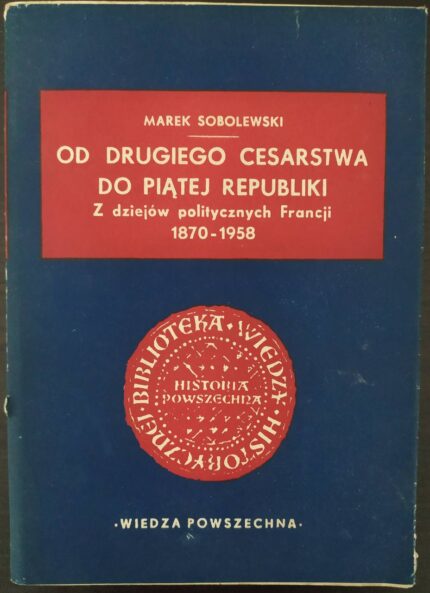 MAREK SOBOLEWSKI
OD DRUGIEGO CESARSTWA
DO PIĄTEJ REPUBLIKI
Z dziejów politycznych Francji
1870-1958
BIBLIOTEKA · WIEDZY · HISTORYCZNEJ ·
HISTORIA
POWSZECHNA
·WIEDZA POWSZECHNA·